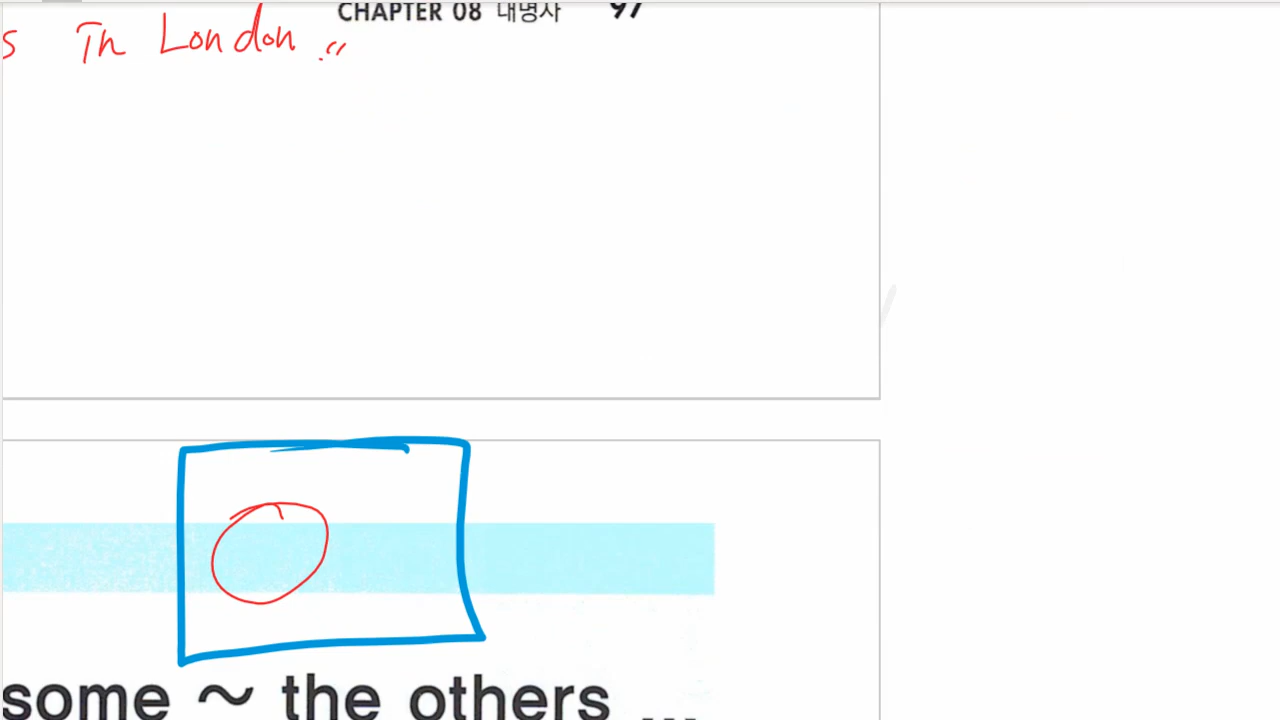 CHAPTER 08 대명사 97
s In London."
some ~ the others ...